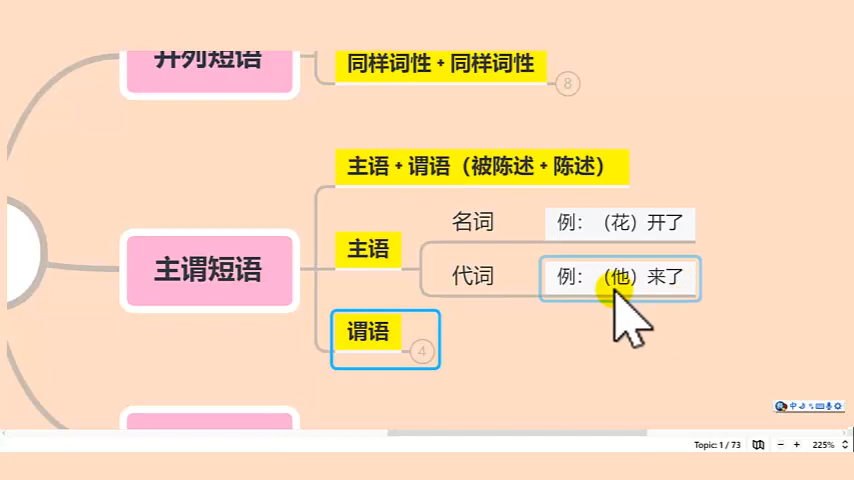 并列短语
同样词性+同样词性
8
主语+谓语（被陈述+陈述）
名词
例：（花）开了
主语
主谓短语
代词
例：（他）来了
谓语
4
中
Topic: 1 / 73
225%